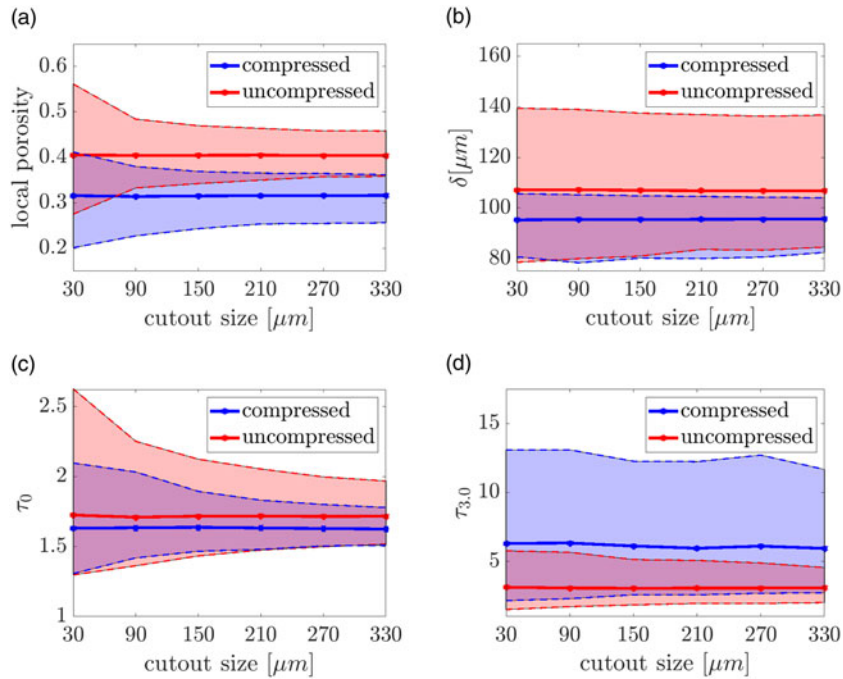 (a)
0.6
0.5
0.4
0.3
0.2
local porosity
compressed
uncompressed
30 90 150 210 270 330
cutout size [μm]
(b)
160
140
120
100
80
δ[μm]
compressed
uncompressed
30 90 150 210 270 330
cutout size [μm]
(c)
2.5
2
1.5
1
τ0
compressed
uncompressed
30 90 150 210 270 330
cutout size [μm]
(d)
15
10
5
τ3.0
compressed
uncompressed
30 90 150 210 270 330
cutout size [μm]